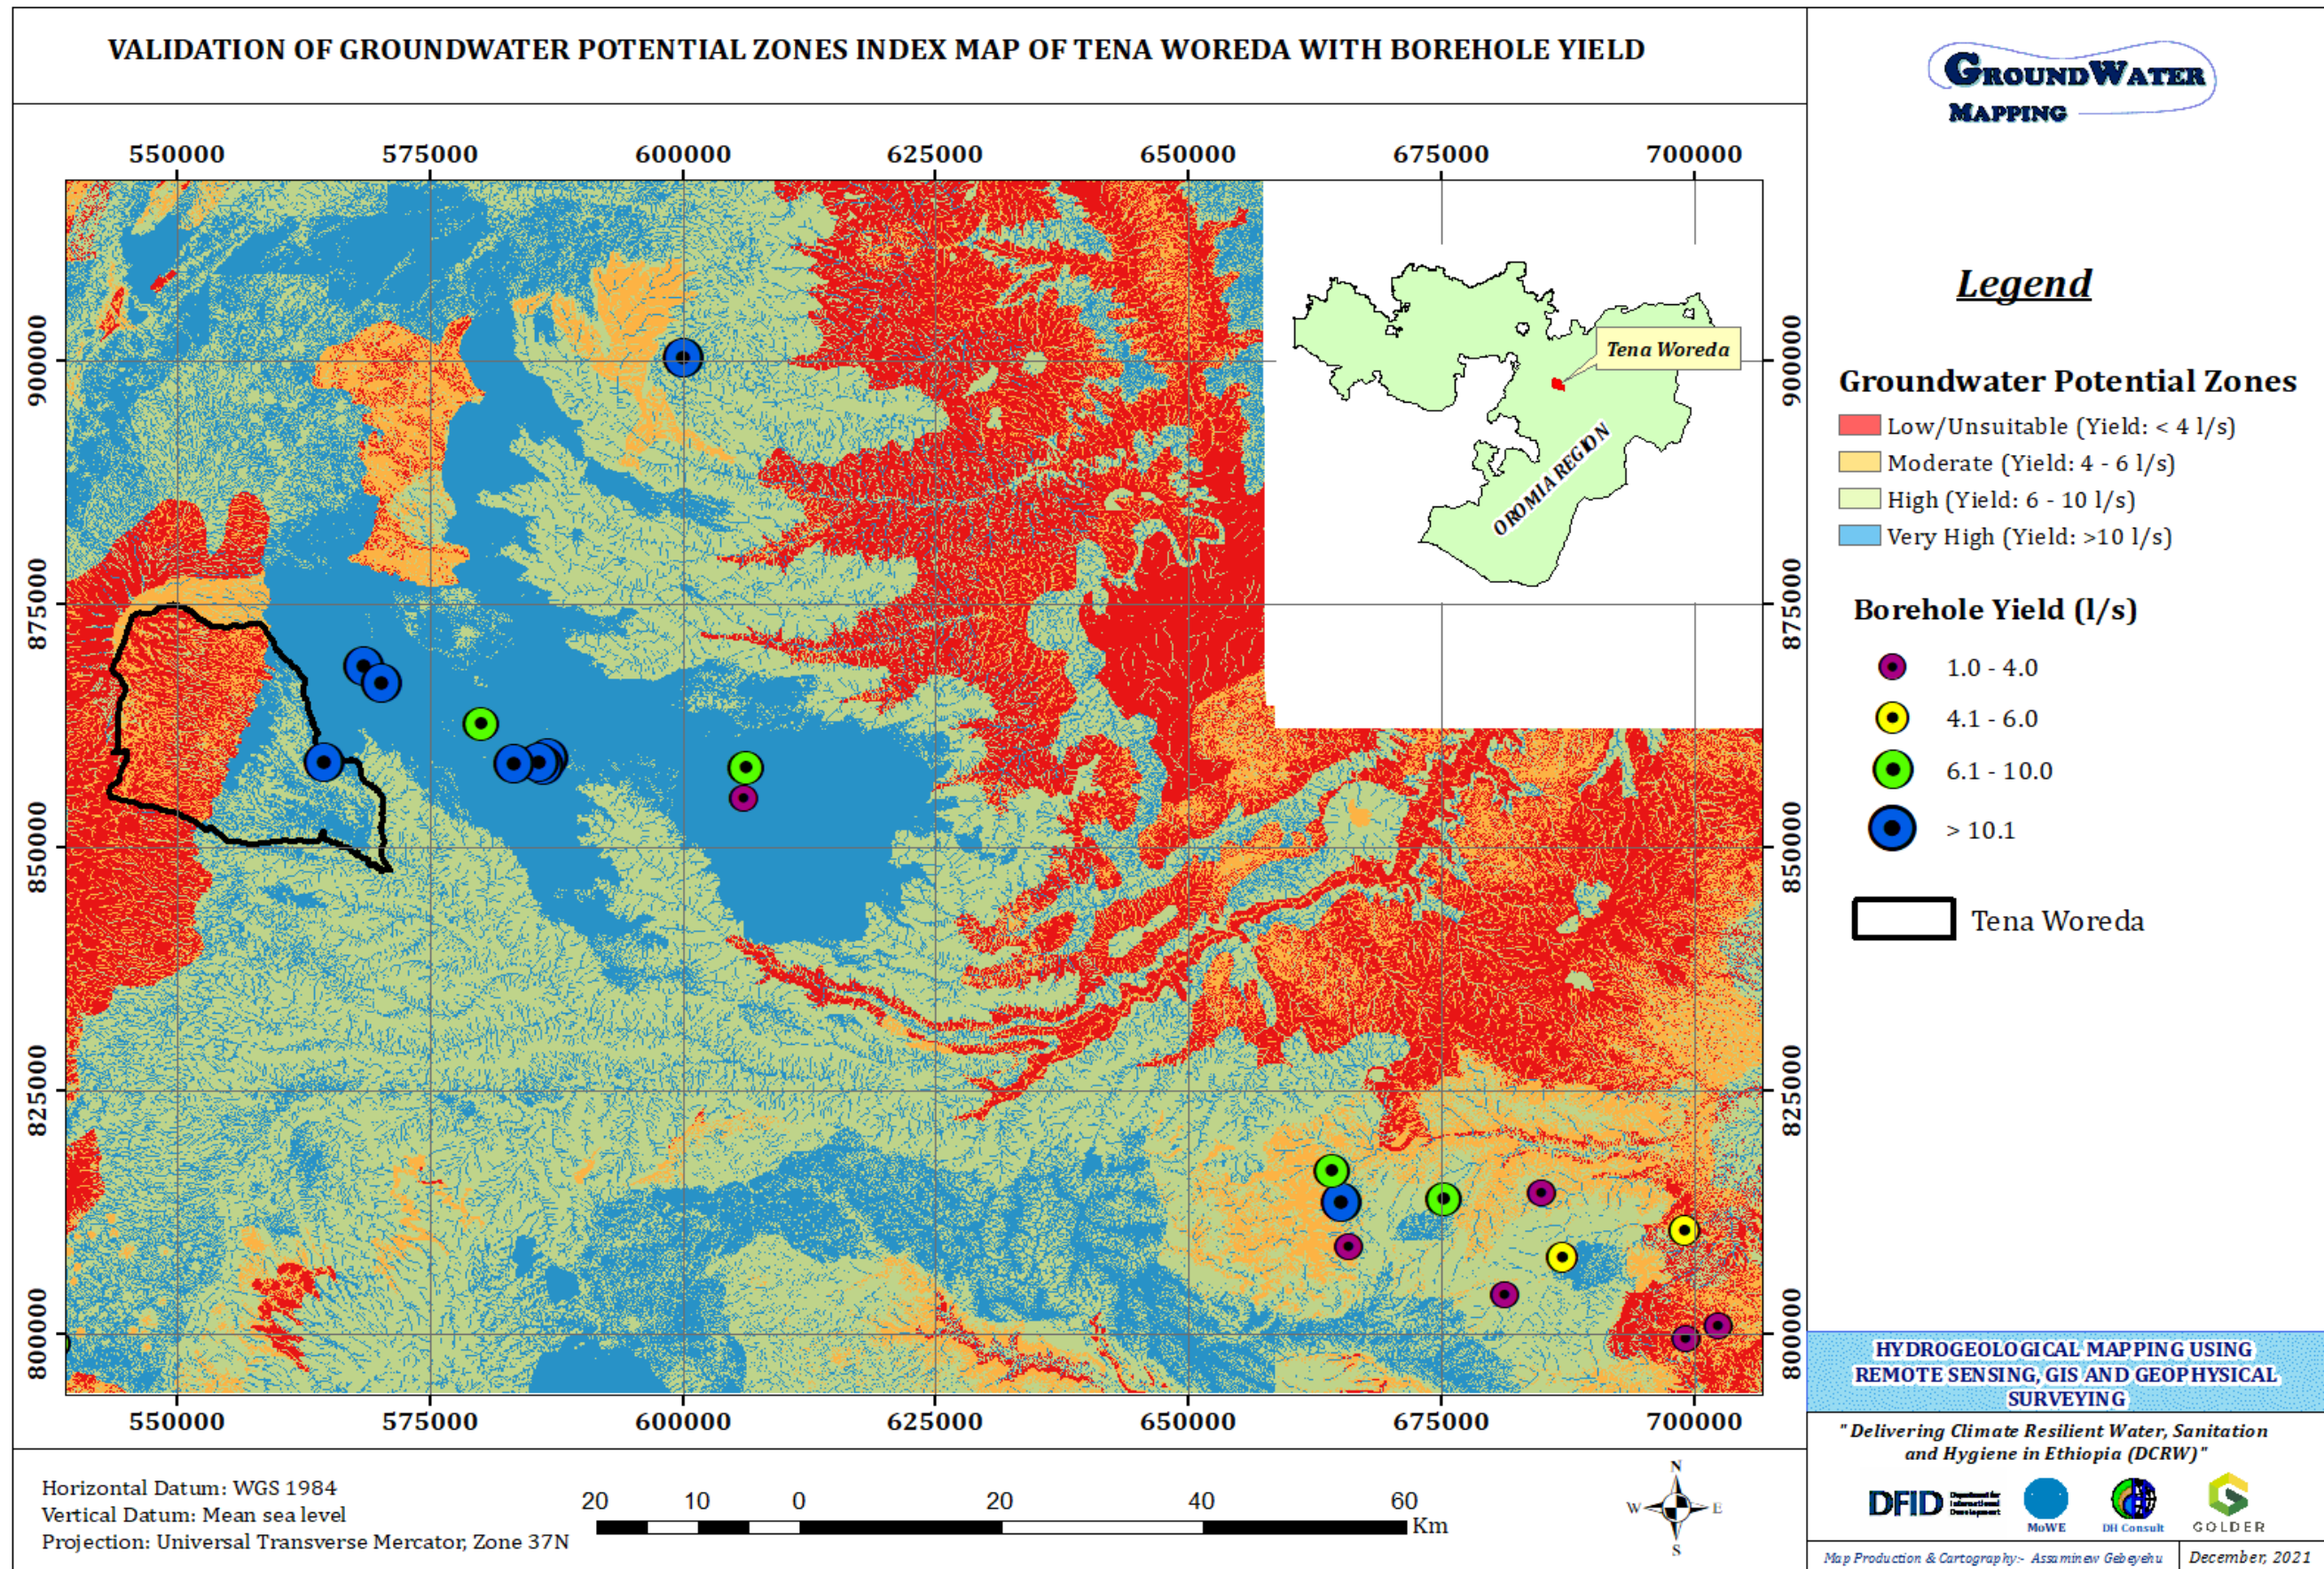 VALIDATION OF GROUNDWATER POTENTIAL ZONES INDEX MAP OF TENA WOREDA WITH BOREHOLE YIELD
GROUNDWATER
MAPPING
550000 575000 600000 625000 650000 675000 700000
900000
875000
850000
825000
800000
Tena Woreda
OROMIA REGION
900000
875000
850000
825000
800000
550000 575000 600000 625000 650000 675000 700000
Legend
Groundwater Potential Zones
Low/Unsuitable (Yield: < 4 l/s)
Moderate (Yield: 4 - 6 l/s)
High (Yield: 6 - 10 l/s)
Very High (Yield: >10 l/s)
Borehole Yield (l/s)
1.0 - 4.0
4.1 - 6.0
6.1 - 10.0
> 10.1
Tena Woreda
Horizontal Datum: WGS 1984
Vertical Datum: Mean sea level
Projection: Universal Transverse Mercator, Zone 37N
20 10 0 20 40 60
Km
N
W E
S
HYDROGEOLOGICAL MAPPING USING
REMOTE SENSING, GIS AND GEOPHYSICAL
SURVEYING
"Delivering Climate Resilient Water, Sanitation
and Hygiene in Ethiopia (DCRW)"
DFID Department for
International
Development
MoWE DH Consult GOLDER
Map Production & Cartography:- Assaminew Gebeyehu December, 2021